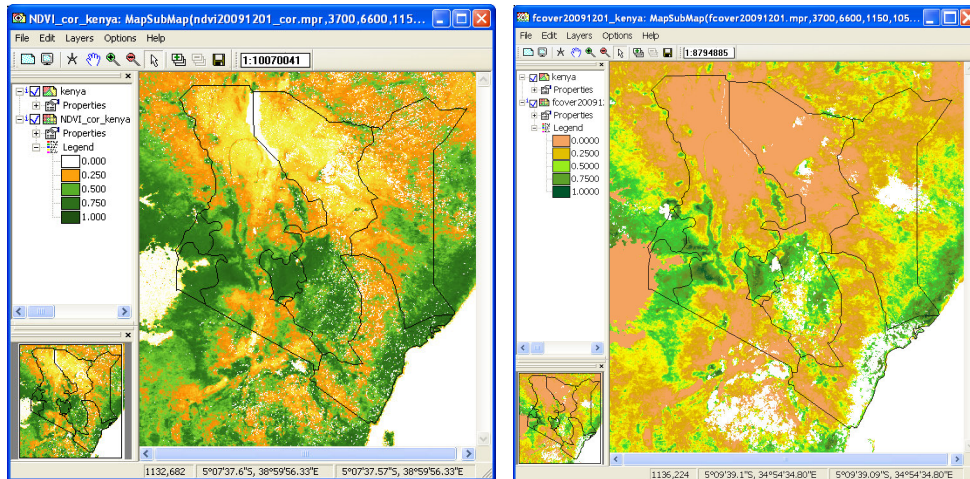 NDVI_cor_kenya: MapSubMap(ndvi20091201_cor.mpr,3700,6600,115...
File Edit Layers Options Help
1:10070041
kenya
Properties
NDVI_cor_kenya
Properties
Legend
0.000
0.250
0.500
0.750
1.000
1132,682 5°07'37.6"S, 38°59'56.33"E 5°07'37.57"S, 38°59'56.33"E
fcover20091201_kenya: MapSubMap(fcover20091201.mpr,3700,6600,1150,105...
File Edit Layers Options Help
1:8794885
kenya
Properties
fcover20091:
Properties
Legend
0.0000
0.2500
0.5000
0.7500
1.0000
1136,224 5°09'39.1"S, 34°54'34.80"E 5°09'39.09"S, 34°54'34.80"E